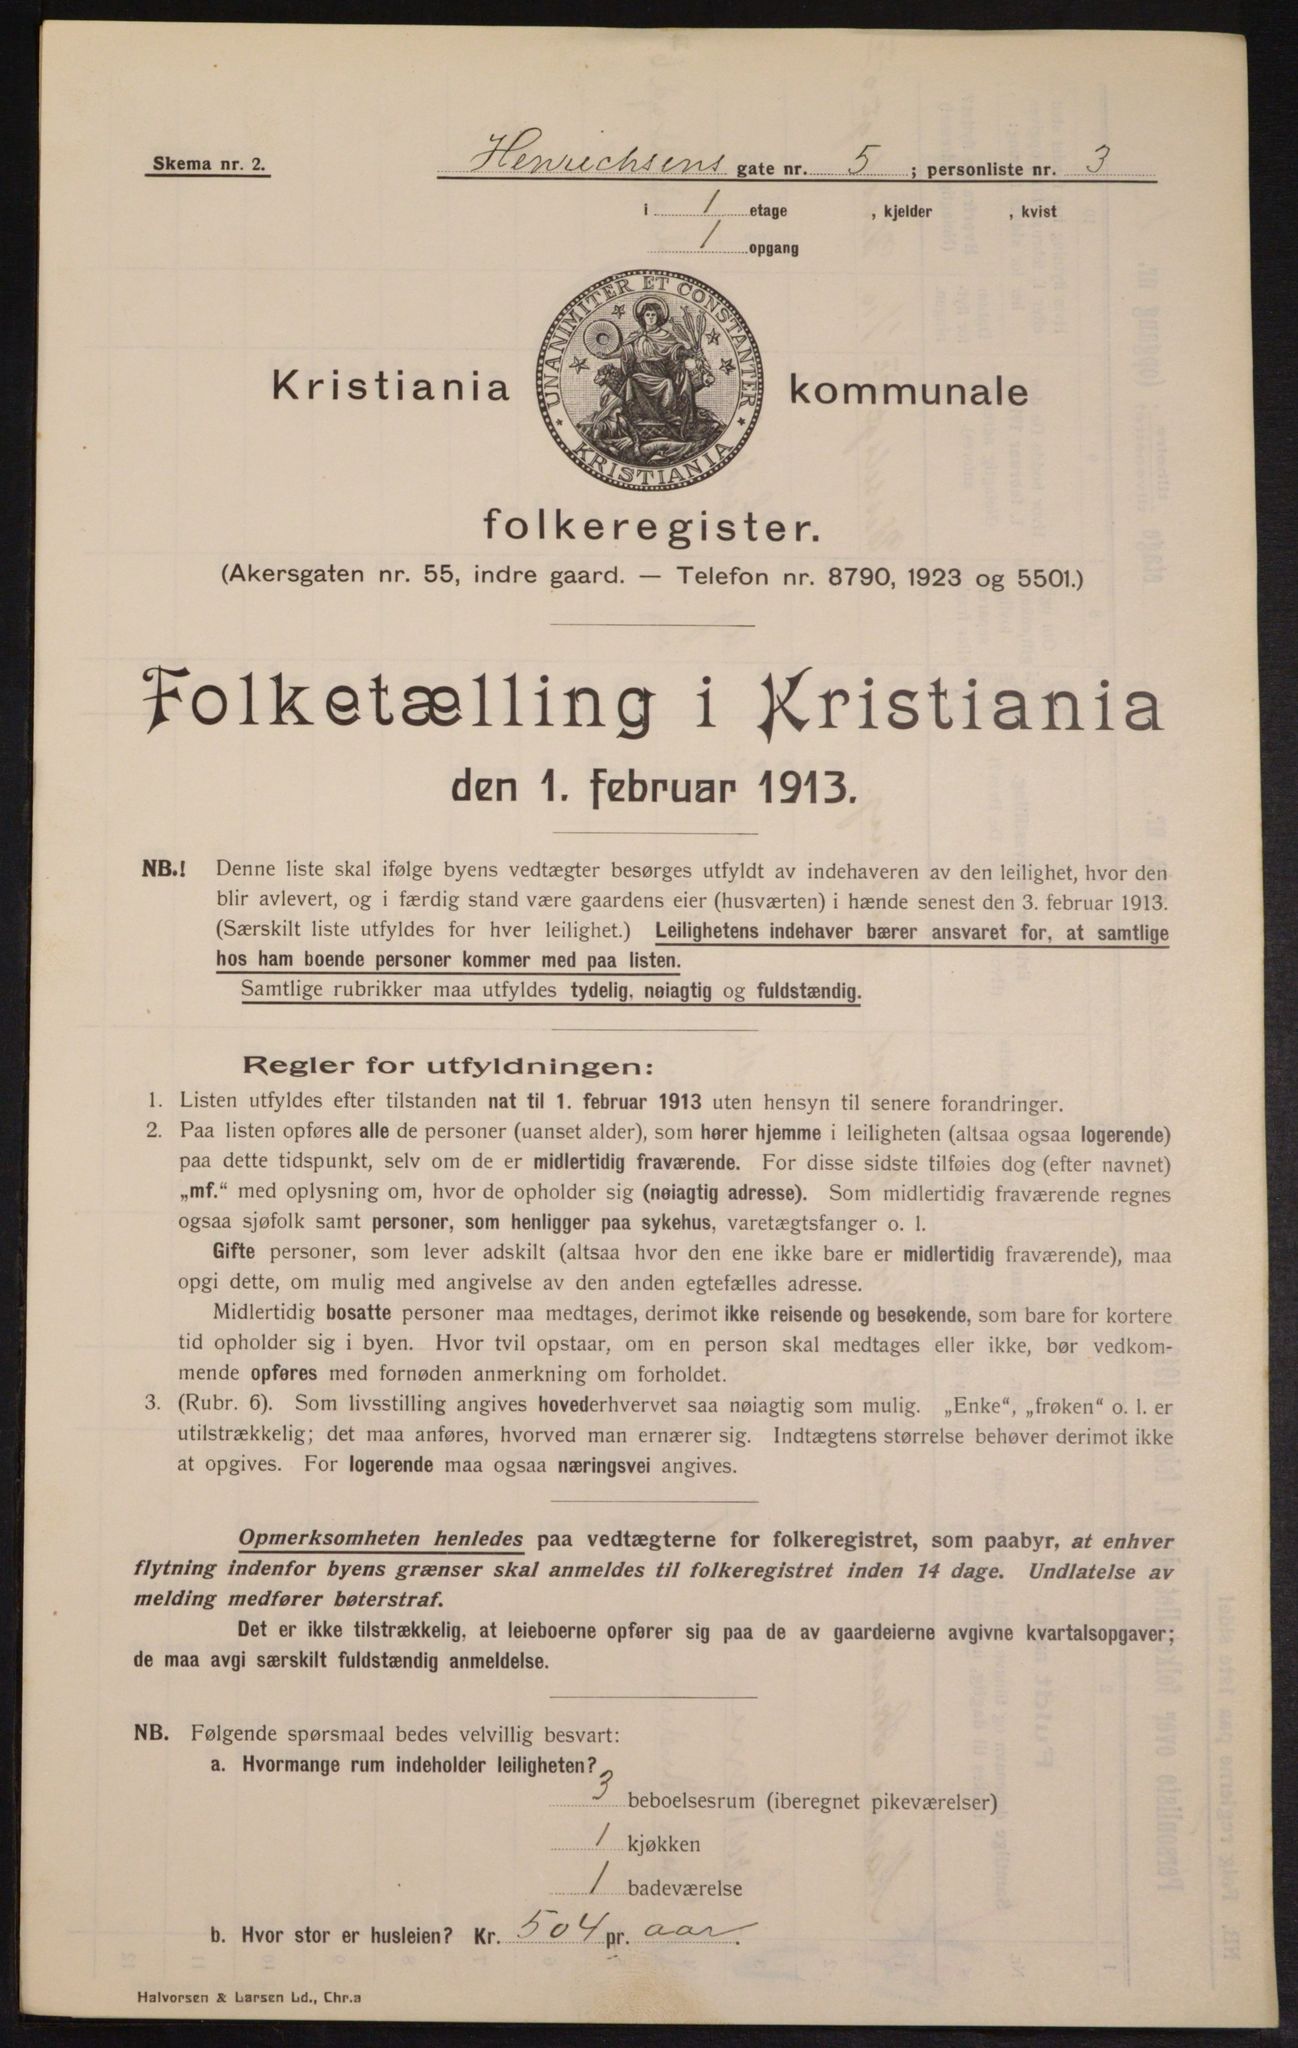 Skema nr. 2.
Henrichsens gate nr. 5 ; personliste nr. 3
i 1 etage , kjelder , kvist
1 opgang
UNANIMITER ET CONSTANTER
KRISTIANIA
Kristiania kommunale
folkeregister.
(Akersgaten nr. 55, indre gaard. — Telefon nr. 8790, 1923 og 5501.)
Folketælling i Kristiania
den 1. februar 1913.
NB.! Denne liste skal ifølge byens vedtægter besørges utfyldt av indehaveren av den leilighet, hvor den
blir avlevert, og i færdig stand være gaardens eier (husværten) i hænde senest den 3. februar 1913.
(Særskilt liste utfyldes for hver leilighet.) Leilighetens indehaver bærer ansvaret for, at samtlige
hos ham boende personer kommer med paa listen.
Samtlige rubrikker maa utfyldes tydelig, nøiagtig og fuldstændig.
Regler for utfyldningen:
1. Listen utfyldes efter tilstanden nat til 1. februar 1913 uten hensyn til senere forandringer.
2. Paa listen opføres alle de personer (uanset alder), som hører hjemme i leiligheten (altsaa ogsaa logerende)
paa dette tidspunkt, selv om de er midlertidig fraværende. For disse sidste tilføies dog (efter navnet)
„mf.“ med oplysning om, hvor de opholder sig (nøiagtig adresse). Som midlertidig fraværende regnes
ogsaa sjøfolk samt personer, som henligger paa sykehus, varetægtsfanger o. l.
Gifte personer, som lever adskilt (altsaa hvor den ene ikke bare er midlertidig fraværende), maa
opgi dette, om mulig med angivelse av den anden egtefælles adresse.
Midlertidig bosatte personer maa medtages, derimot ikke reisende og besøkende, som bare for kortere
tid opholder sig i byen. Hvor tvil opstaar, om en person skal medtages eller ikke, bør vedkom-
mende opføres med fornøden anmerkning om forholdet.
3. (Rubr. 6). Som livsstilling angives hovederhvervet saa nøiagtig som mulig. „Enke“, „frøken“ o. l. er
utilstrækkelig; det maa anføres, hvorved man ernærer sig. Indtægtens størrelse behøver derimot ikke
at opgives. For logerende maa ogsaa næringsvei angives.
Opmerksomheten henledes paa vedtægterne for folkeregistret, som paabyr, at enhver
flytning indenfor byens grænser skal anmeldes til folkeregistret inden 14 dage. Undlatelse av
melding medfører bøterstraf.
Det er ikke tilstrækkelig, at leieboerne opfører sig paa de av gaardeierne avgivne kvartalsopgaver;
de maa avgi særskilt fuldstændig anmeldelse.
NB. Følgende spørsmaal bedes velvillig besvart:
a. Hvormange rum indeholder leiligheten?
3 beboelsesrum (iberegnet pikeværelser)
1 kjøkken
1 badeværelse
b. Hvor stor er husleien? Kr. 504 pr. aar.
Halvorsen & Larsen Ld., Chr.a